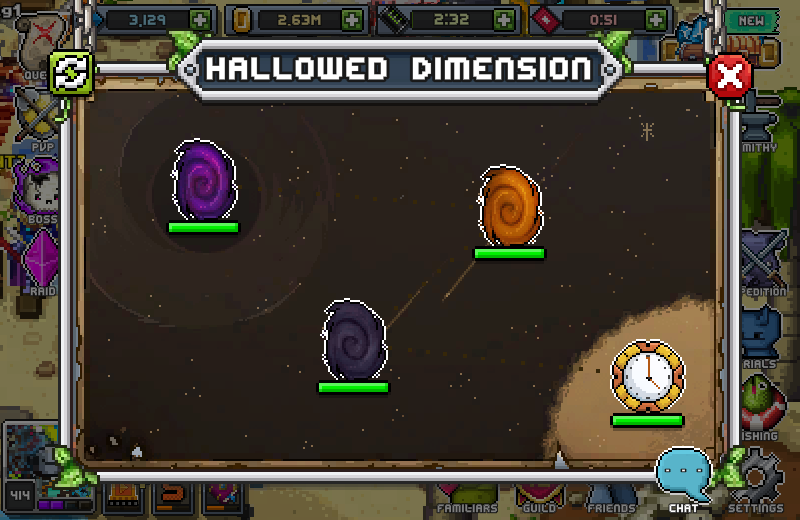 91
3,129
2.63M
2:32
0:51
NEW
HALLOWED DIMENSION
QUE
PVP
MITHY
BOSS
RAID
PEDITION
RIALS
ISHING
414
FAMILIARS
GUILD
FRIENDS
CHAT
SETTINGS